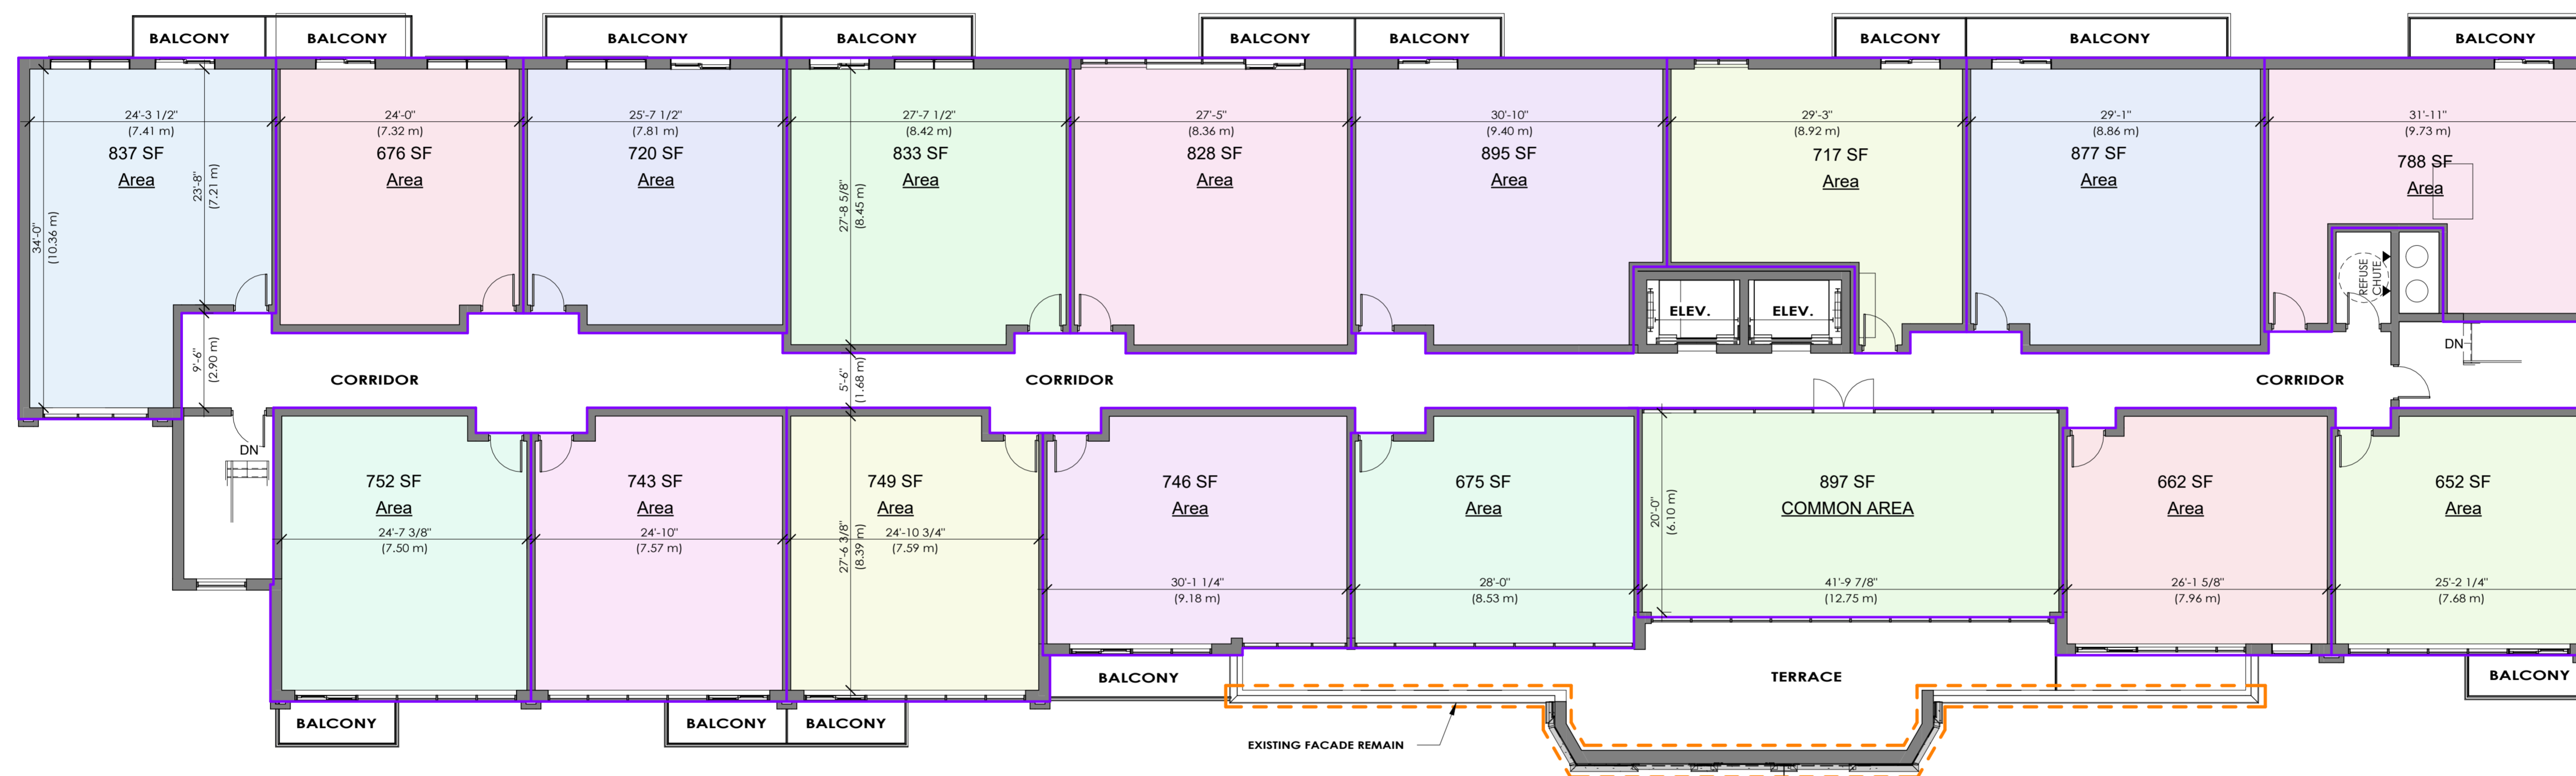 BALCONY
BALCONY
BALCONY
BALCONY
BALCONY
BALCONY
BALCONY
BALCONY
BALCONY
24'-3 1/2"
(7.41 m)
837 SF
Area
23'-8"
(7.21 m)
34'-0"
(10.36 m)
24'-0"
(7.32 m)
676 SF
Area
25'-7 1/2"
(7.81 m)
720 SF
Area
27'-7 1/2"
(8.42 m)
833 SF
Area
27'-8 5/8"
(8.45 m)
27'-5"
(8.36 m)
828 SF
Area
30'-10"
(9.40 m)
895 SF
Area
29'-3"
(8.92 m)
717 SF
Area
29'-1"
(8.86 m)
877 SF
Area
31'-11"
(9.73 m)
788 SF
Area
REFUSE
CHUTE
ELEV.
ELEV.
DN
9'-6"
(2.90 m)
CORRIDOR
5'-6"
(1.68 m)
CORRIDOR
CORRIDOR
DN
752 SF
Area
24'-7 3/8"
(7.50 m)
743 SF
Area
24'-10"
(7.57 m)
749 SF
Area
24'-10 3/4"
(7.59 m)
27'-6 3/8"
(8.39 m)
746 SF
Area
30'-1 1/4"
(9.18 m)
675 SF
Area
28'-0"
(8.53 m)
20'-0"
(6.10 m)
897 SF
COMMON AREA
41'-9 7/8"
(12.75 m)
662 SF
Area
26'-1 5/8"
(7.96 m)
652 SF
Area
25'-2 1/4"
(7.68 m)
BALCONY
TERRACE
BALCONY
BALCONY
BALCONY
BALCONY
EXISTING FACADE REMAIN